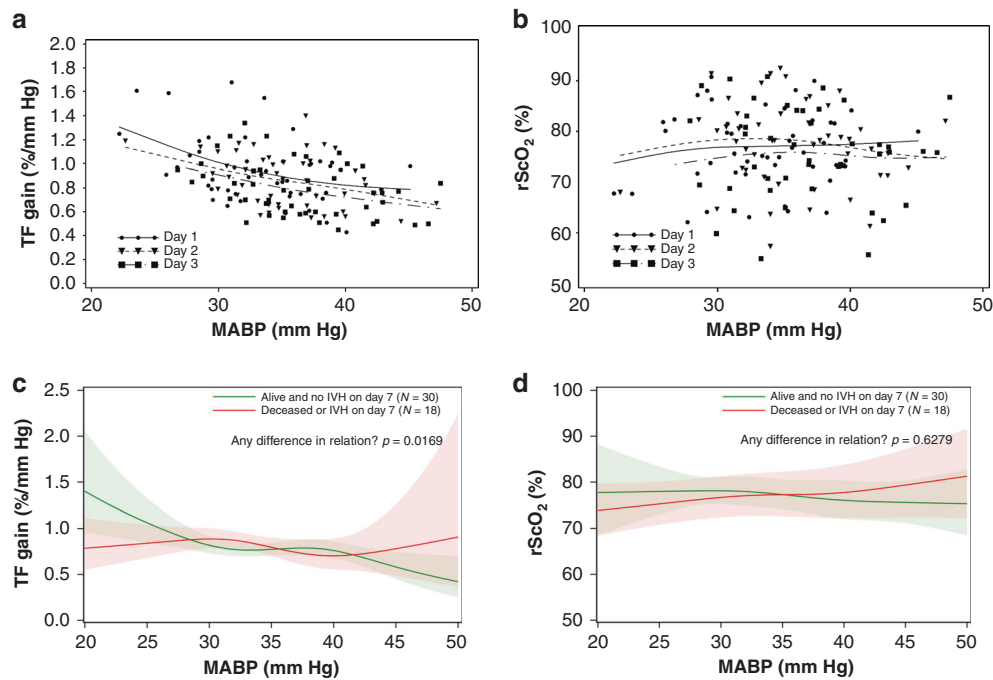 a
2.0
1.8
1.6
1.4
1.2
1.0
0.8
0.6
0.4
0.2
0.0
TF gain (%/mm Hg)
Day 1
Day 2
Day 3
20 30 40 50
MABP (mm Hg)
b
100
90
80
70
60
50
rScO2 (%)
Day 1
Day 2
Day 3
20 30 40 50
MABP (mm Hg)
c
2.5
2.0
1.5
1.0
0.5
0.0
TF gain (%/mm Hg)
Alive and no IVH on day 7 (N = 30)
Deceased or IVH on day 7 (N = 18)
Any difference in relation? p = 0.0169
20 25 30 35 40 45 50
MABP (mm Hg)
d
100
90
80
70
60
50
rScO2 (%)
Alive and no IVH on day 7 (N = 30)
Deceased or IVH on day 7 (N = 18)
Any difference in relation? p = 0.6279
20 25 30 35 40 45 50
MABP (mm Hg)